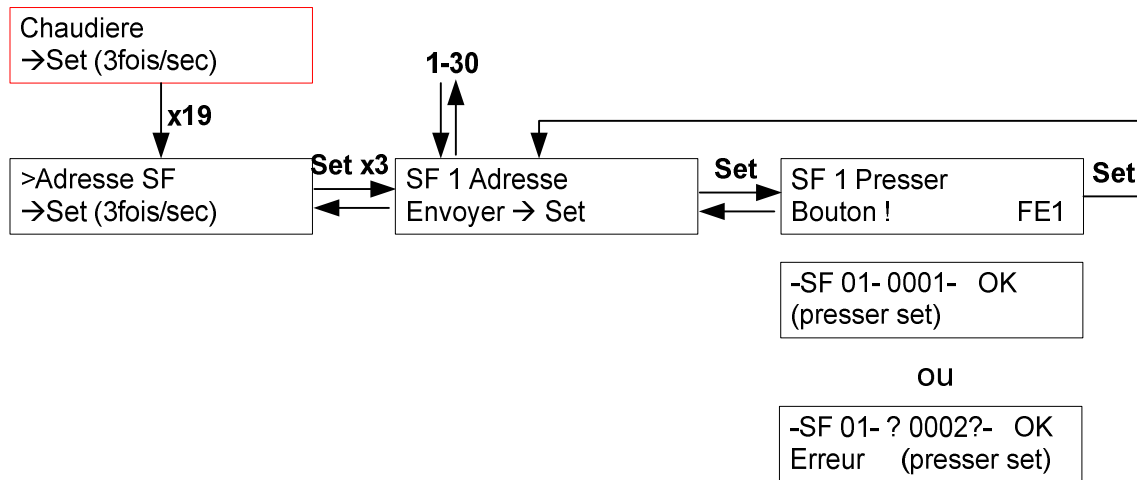 Chaudiere
→Set (3fois/sec)
x19
1-30
>Adresse SF
→Set (3fois/sec)
Set x3
SF 1 Adresse
Envoyer → Set
Set
SF 1 Presser
Bouton ! FE1
Set
-SF 01- 0001- OK
(presser set)
ou
-SF 01- ? 0002?- OK
Erreur (presser set)